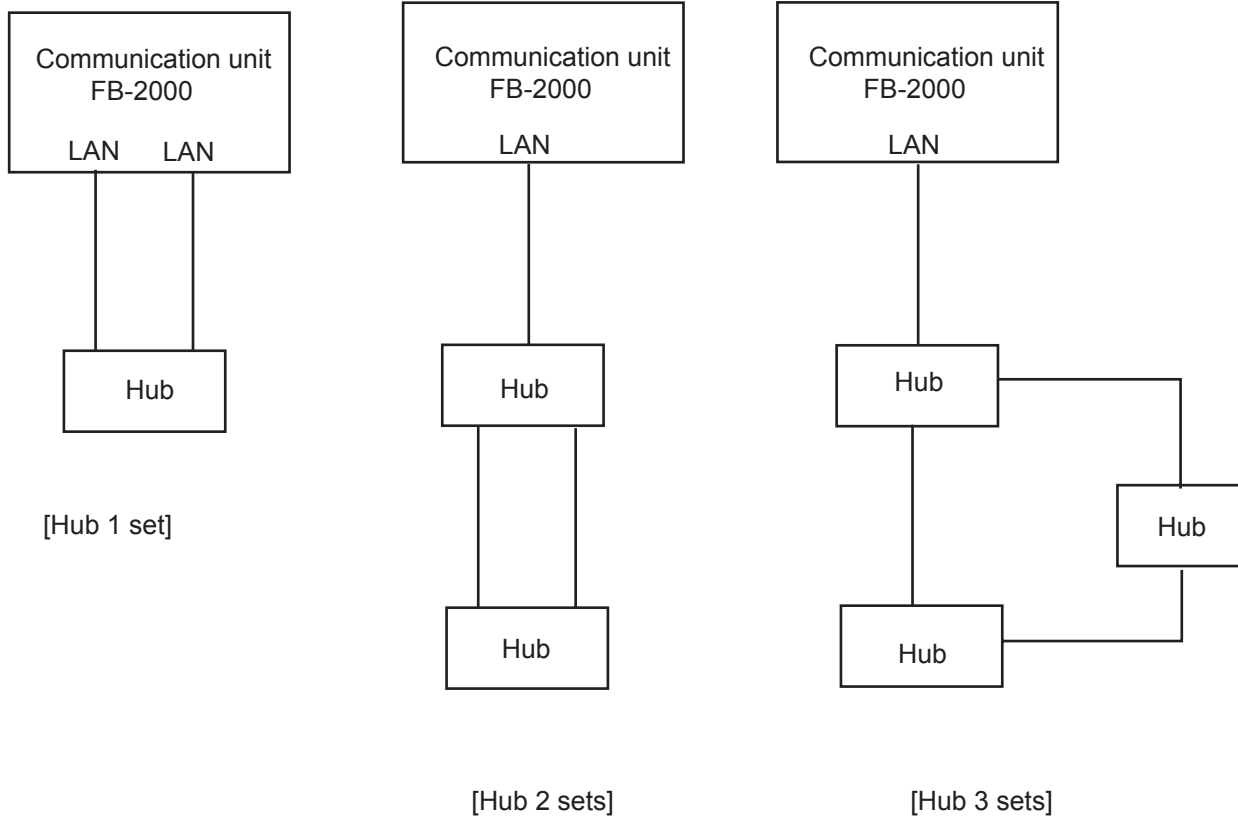 Communication unit
FB-2000
LAN LAN
Hub
[Hub 1 set]
Communication unit
FB-2000
LAN
Hub
Hub
[Hub 2 sets]
Communication unit
FB-2000
LAN
Hub
Hub
Hub
[Hub 3 sets]